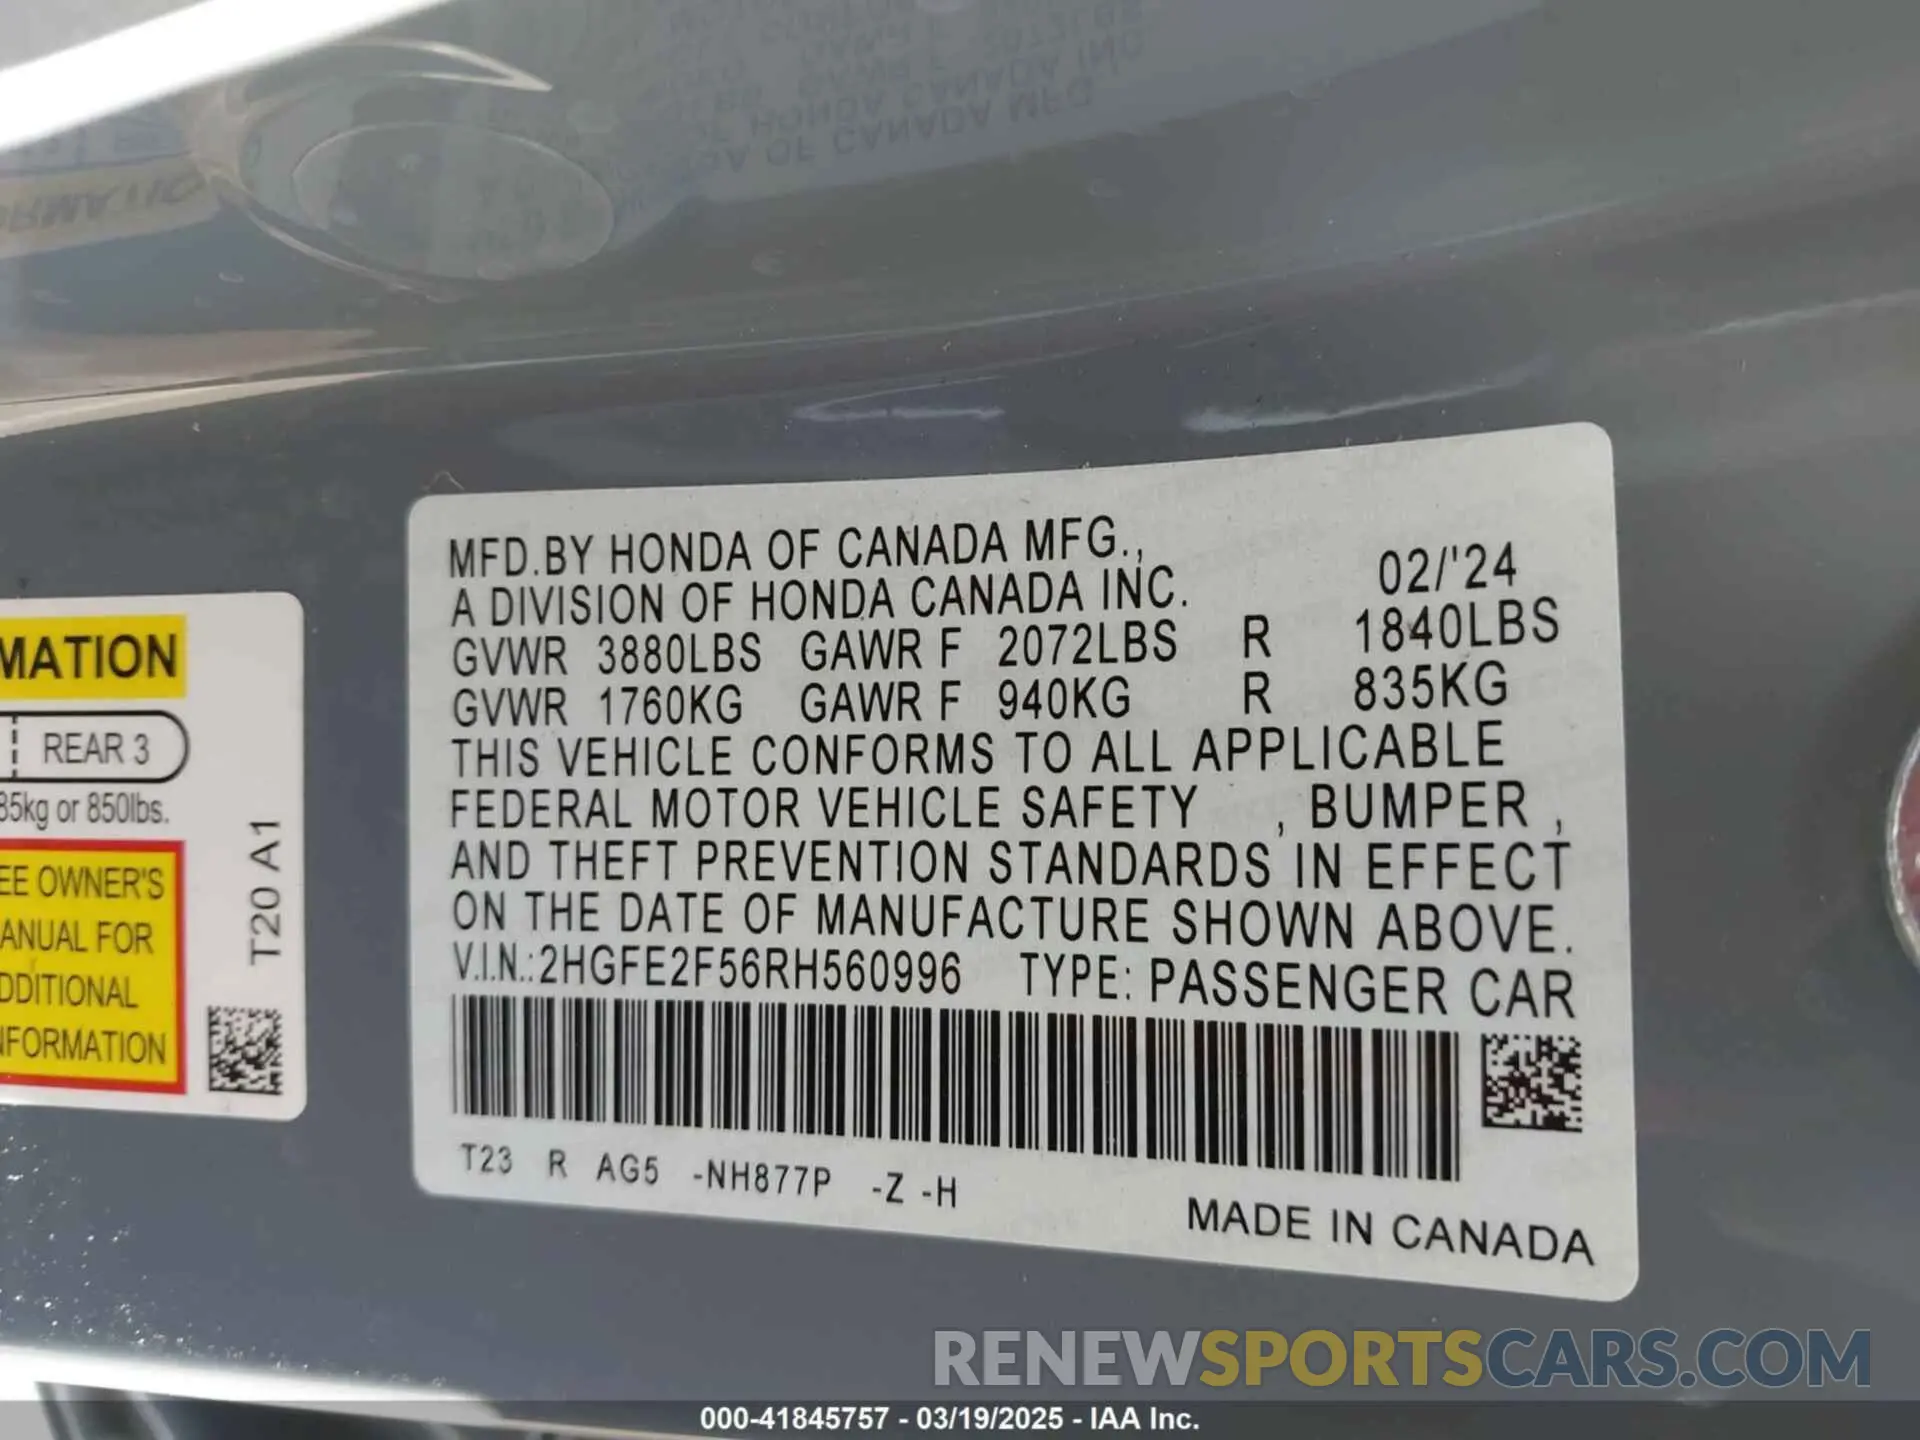 MATION
REAR 3
85kg or 850lbs.
EE OWNER'S
ANUAL FOR
DDITIONAL
NFORMATION
T20 A1
MFD.BY HONDA OF CANADA MFG.,
A DIVISION OF HONDA CANADA INC. 02/'24
GVWR 3880LBS GAWR F 2072LBS R 1840LBS
GVWR 1760KG GAWR F 940KG R 835KG
THIS VEHICLE CONFORMS TO ALL APPLICABLE
FEDERAL MOTOR VEHICLE SAFETY , BUMPER ,
AND THEFT PREVENTION STANDARDS IN EFFECT
ON THE DATE OF MANUFACTURE SHOWN ABOVE.
V.I.N.:2HGFE2F56RH560996 TYPE: PASSENGER CAR
T23 R AG5 -NH877P -Z -H
MADE IN CANADA
RENEWSPORTSCARS.COM
000-41845757 - 03/19/2025 - IAA Inc.